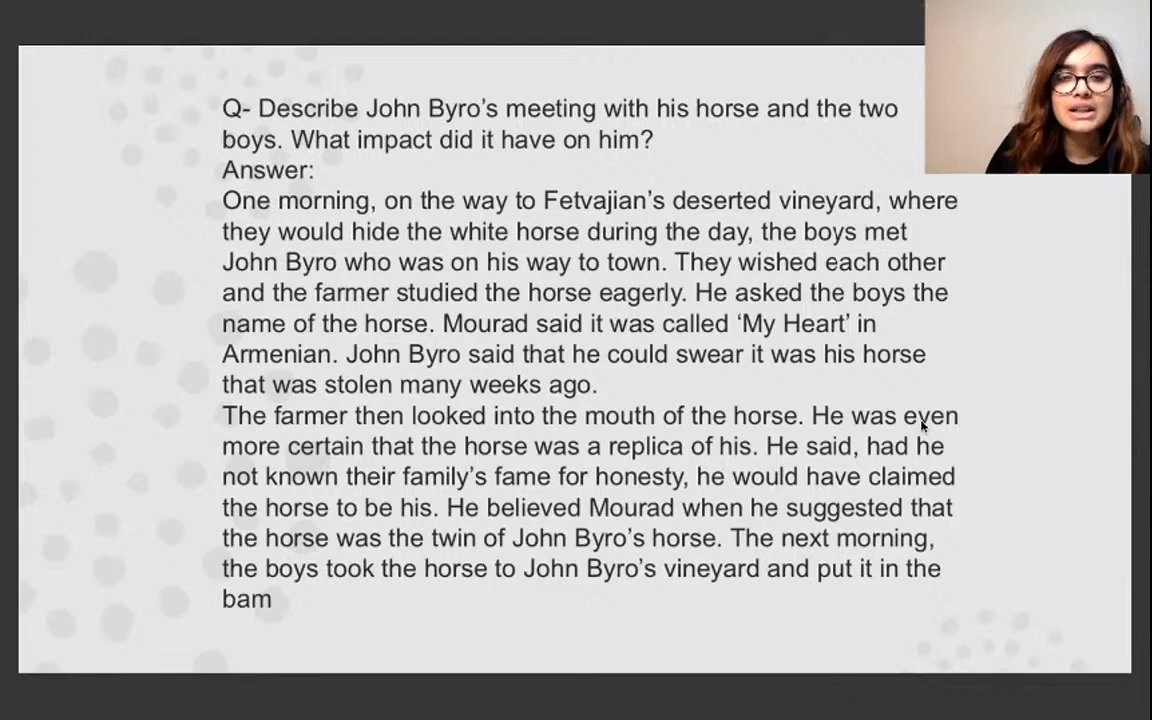 Q- Describe John Byro's meeting with his horse and the two
boys. What impact did it have on him?
Answer:
One morning, on the way to Fetvajian's deserted vineyard, where
they would hide the white horse during the day, the boys met
John Byro who was on his way to town. They wished each other
and the farmer studied the horse eagerly. He asked the boys the
name of the horse. Mourad said it was called ‘My Heart’ in
Armenian. John Byro said that he could swear it was his horse
that was stolen many weeks ago.
The farmer then looked into the mouth of the horse. He was even
more certain that the horse was a replica of his. He said, had he
not known their family's fame for honesty, he would have claimed
the horse to be his. He believed Mourad when he suggested that
the horse was the twin of John Byro's horse. The next morning,
the boys took the horse to John Byro's vineyard and put it in the
bam